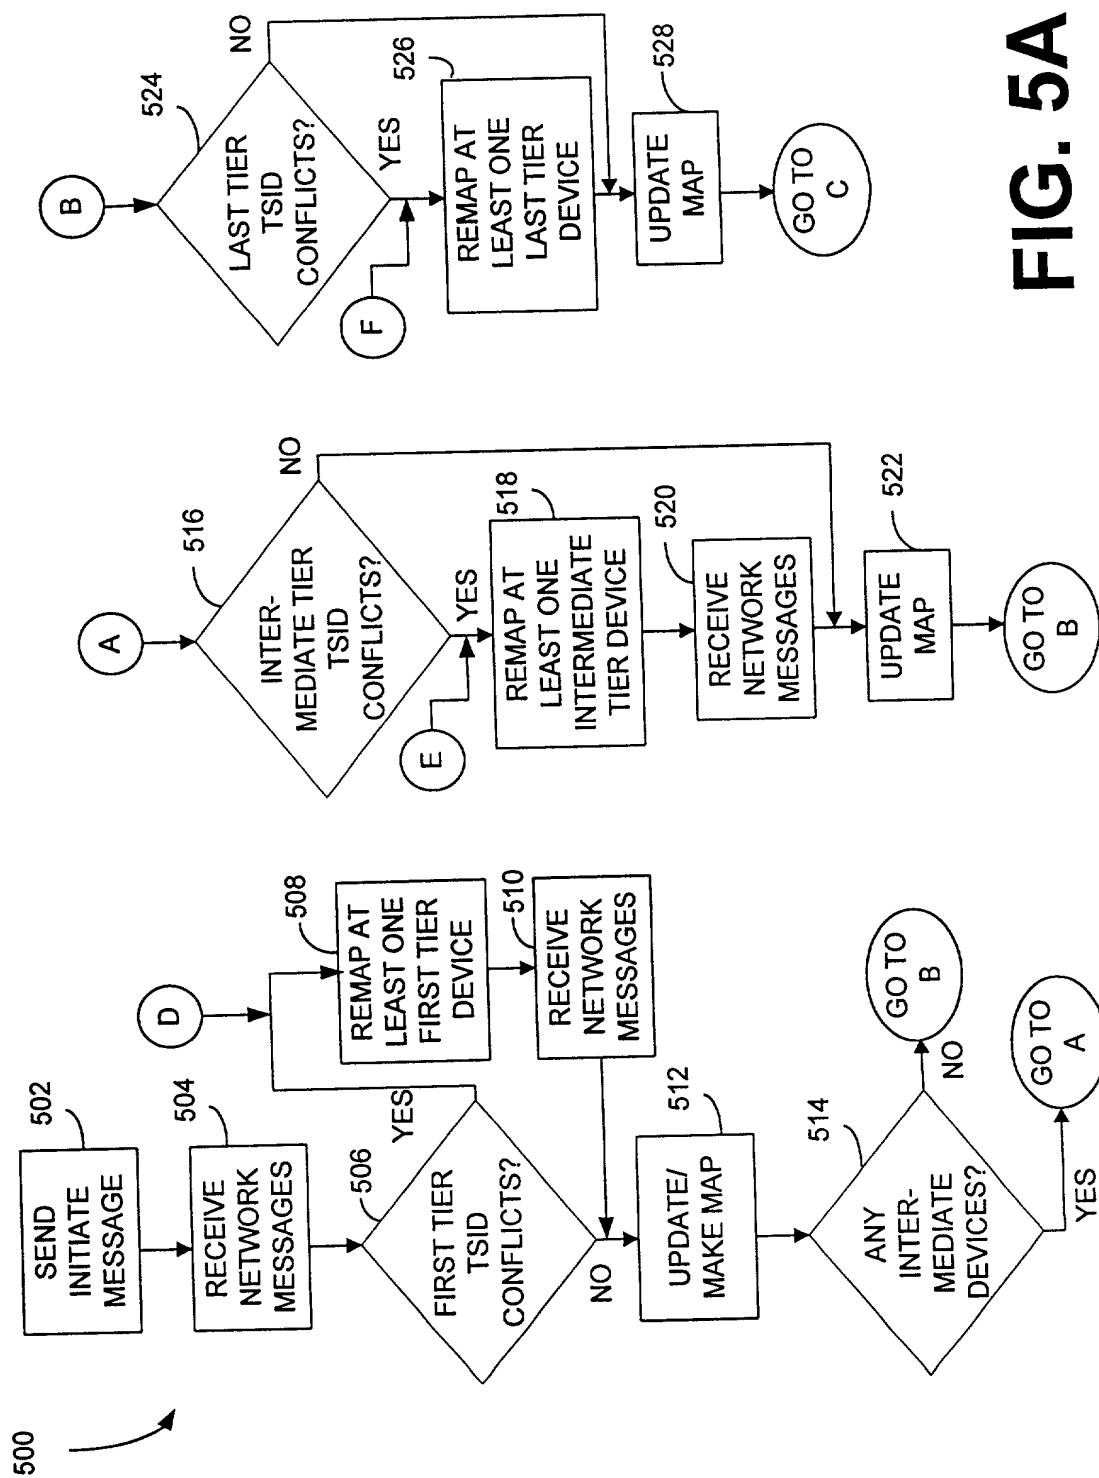 500
502
SEND
INITIATE
MESSAGE
504
RECEIVE
NETWORK
MESSAGES
506
FIRST TIER
TSID
CONFLICTS?
YES
NO
D
508
REMAP AT
LEAST ONE
FIRST TIER
DEVICE
510
RECEIVE
NETWORK
MESSAGES
512
UPDATE/
MAKE MAP
514
ANY
INTER-
MEDIATE
DEVICES?
NO
GO TO
B
YES
GO TO
A
A
516
INTER-
MEDIATE TIER
TSID
CONFLICTS?
NO
YES
E
518
REMAP AT
LEAST ONE
INTERMEDIATE
TIER DEVICE
520
RECEIVE
NETWORK
MESSAGES
522
UPDATE
MAP
GO TO
B
B
524
LAST TIER
TSID
CONFLICTS?
NO
YES
F
526
REMAP AT
LEAST ONE
LAST TIER
DEVICE
528
UPDATE
MAP
GO TO
C
FIG. 5A